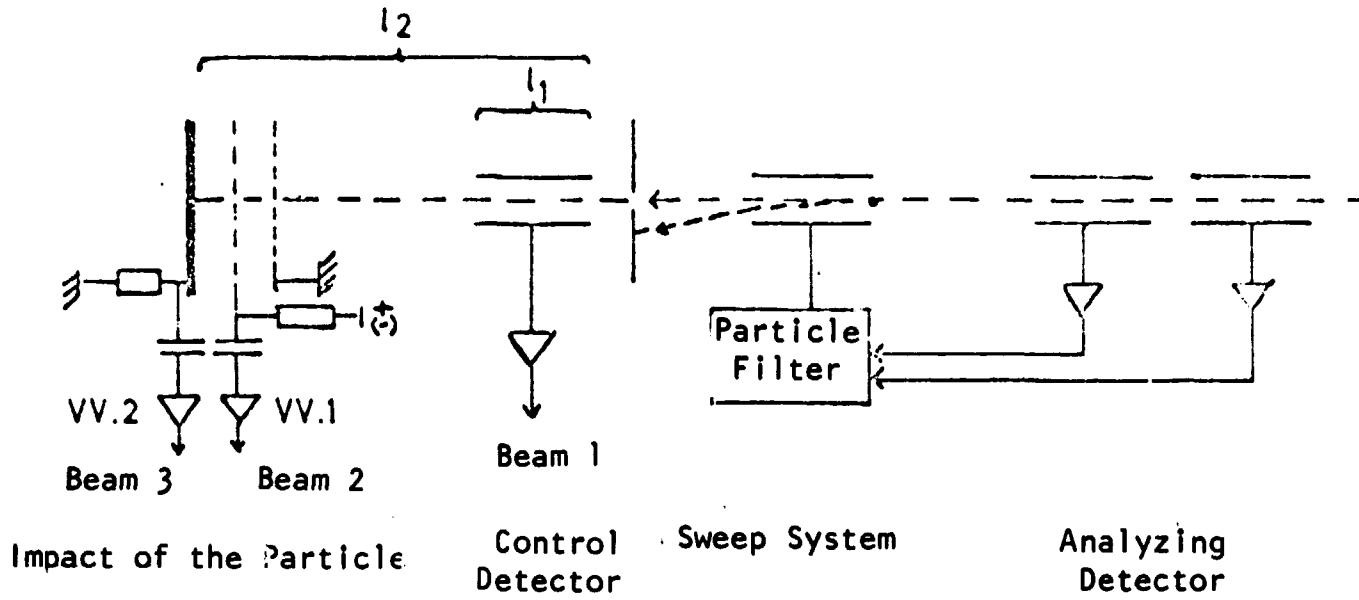 l2
l1
+
(-)
Particle
Filter
VV.2
VV.1
Beam 3
Beam 2
Beam 1
Impact of the Particle
Control
Detector
Sweep System
Analyzing
Detector